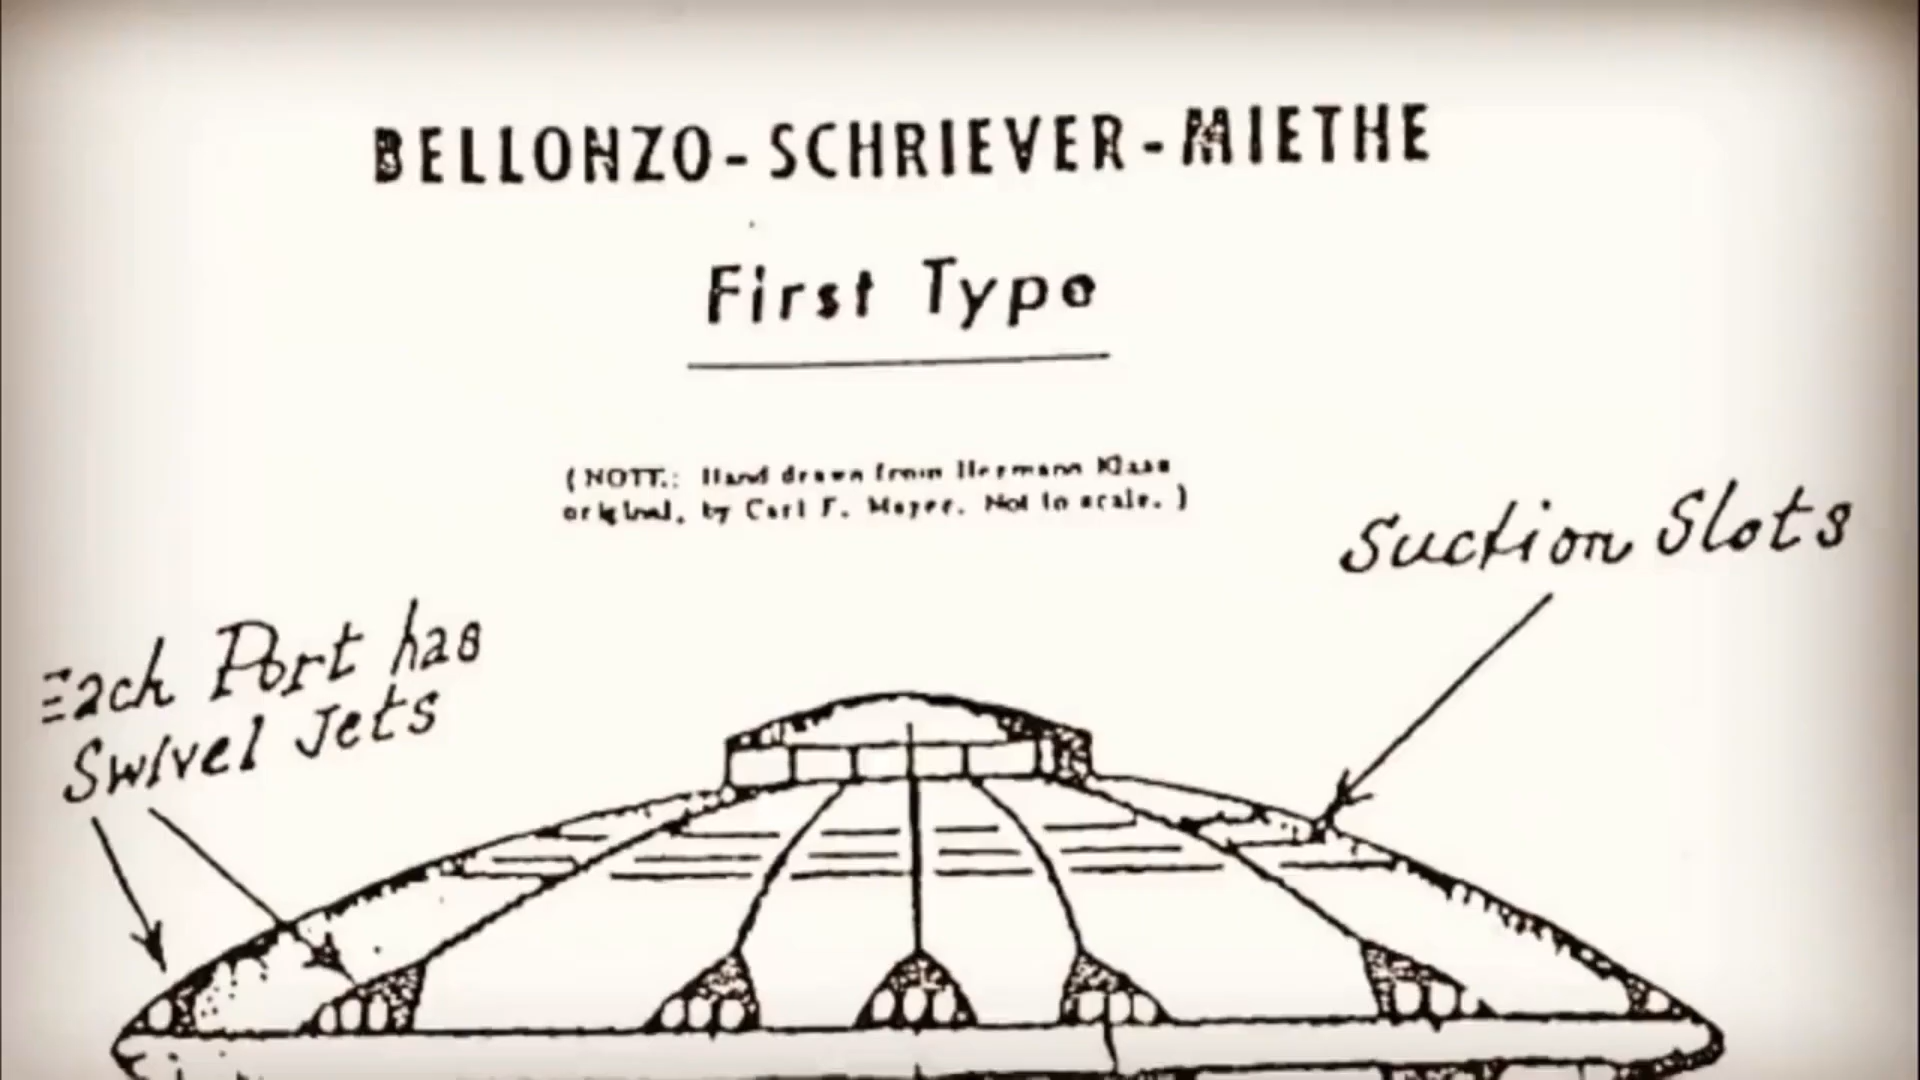 BELLONZO-SCHRIEVER-MIETHE
First Type
(NOTE: Hand drawn from Hermann Klaas
original, by Carl F. Mayer. Not to scale.)
Suction Slots
Each Port has
Swivel Jets